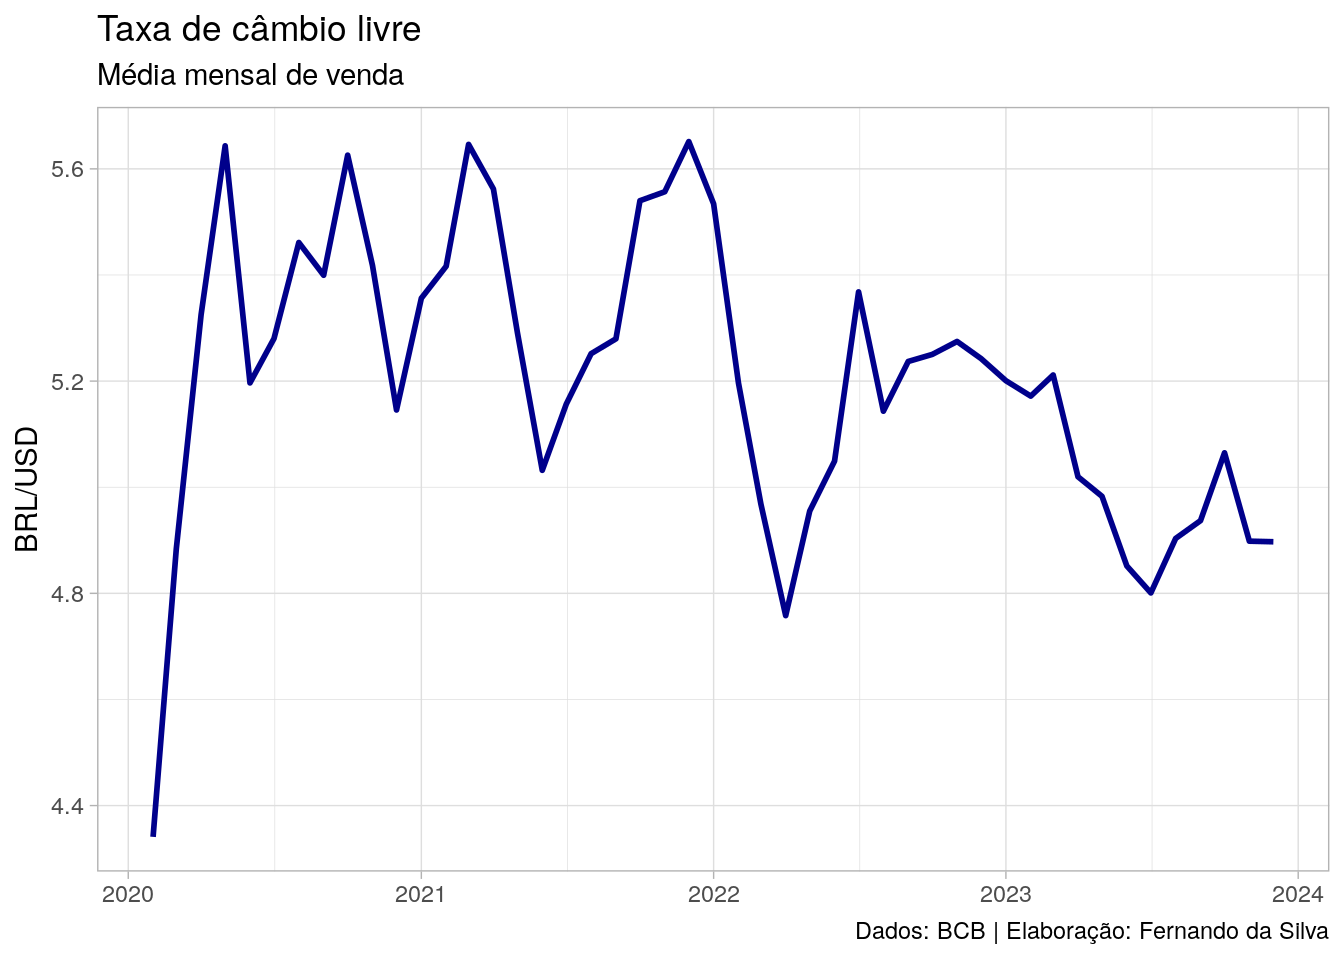 Taxa de câmbio livre
Média mensal de venda
BRL/USD
5.6
5.2
4.8
4.4
2020 2021 2022 2023 2024
Dados: BCB | Elaboração: Fernando da Silva